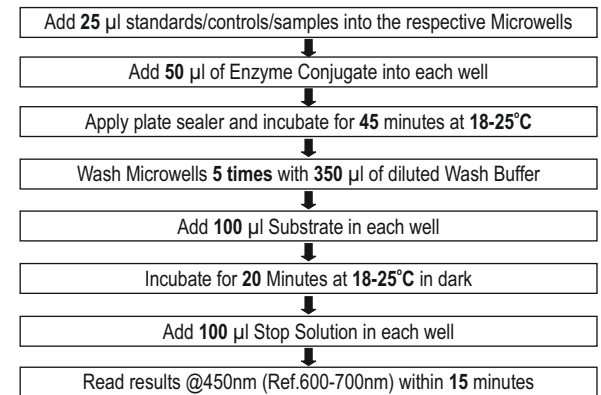 Add 25 µl standards/controls/samples into the respective Microwells
Add 50 µl of Enzyme Conjugate into each well
Apply plate sealer and incubate for 45 minutes at 18-25°C
Wash Microwells 5 times with 350 µl of diluted Wash Buffer
Add 100 µl Substrate in each well
Incubate for 20 Minutes at 18-25°C in dark
Add 100 µl Stop Solution in each well
Read results @450nm (Ref.600-700nm) within 15 minutes